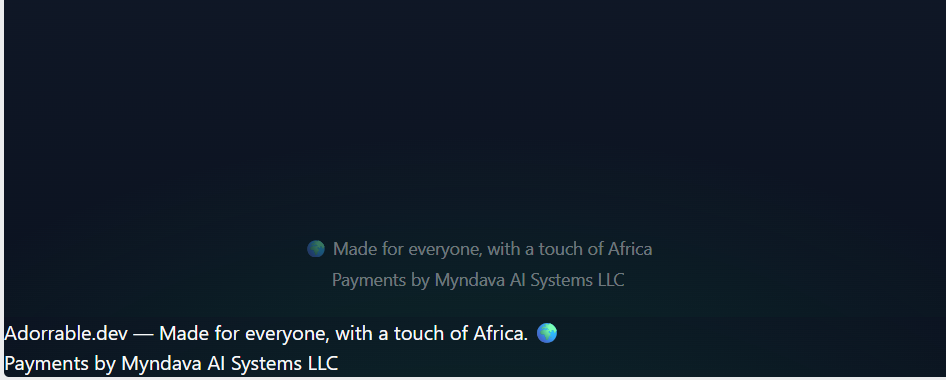 🌍 Made for everyone, with a touch of Africa
Payments by Myndava AI Systems LLC
Adorrable.dev — Made for everyone, with a touch of Africa. 🌍
Payments by Myndava AI Systems LLC